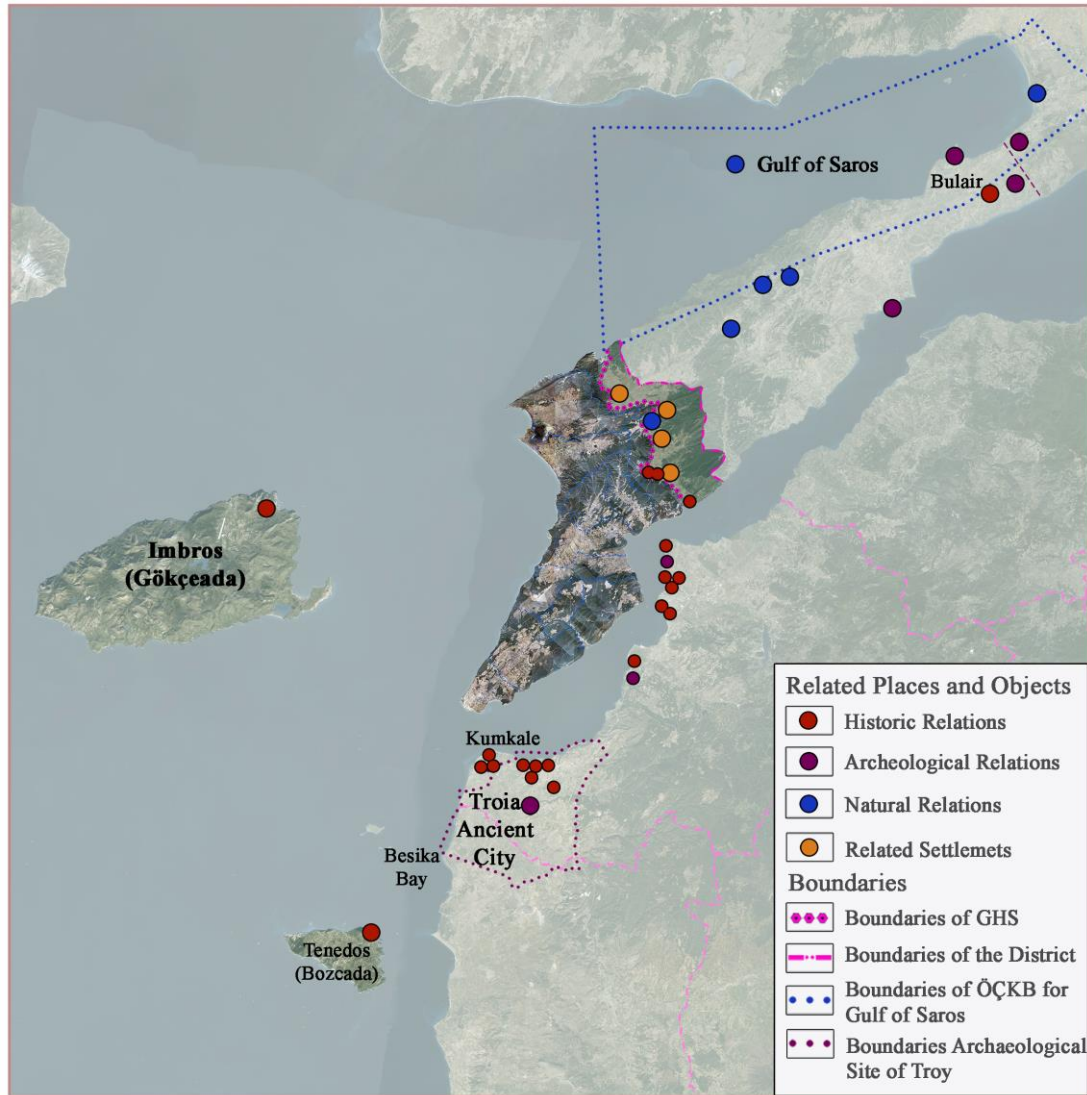 Gulf of Saros
Bulair
Imbros
(Gökçeada)
Kumkale
Troia
Ancient
City
Besika
Bay
Tenedos
(Bozcada)
Related Places and Objects
Historic Relations
Archeological Relations
Natural Relations
Related Settlemets
Boundaries
Boundaries of GHS
Boundaries of the District
Boundaries of ÖÇKB for
Gulf of Saros
Boundaries Archaeological
Site of Troy